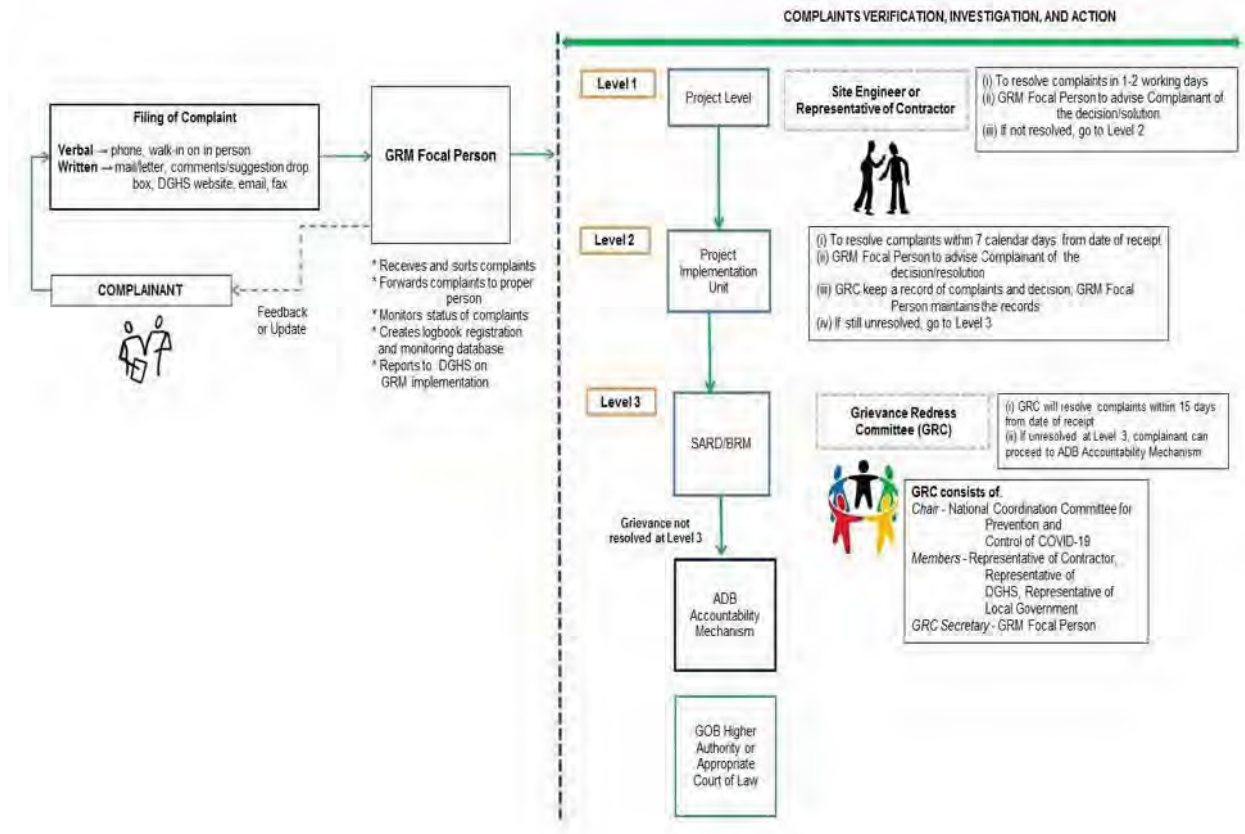 COMPLAINTS VERIFICATION, INVESTIGATION, AND ACTION
Filing of Complaint
Verbal → phone, walk-in on in person
Written → mail/letter, comments/suggestion drop
box, DGHS website, email, fax
COMPLAINANT
Feedback
or Update
GRM Focal Person
* Receives and sorts complaints
* Forwards complaints to proper
person
* Monitors status of complaints
* Creates logbook registration
and monitoring database
* Reports to DGHS on
GRM implementation
Level 1
Project Level
Site Engineer or
Representative of Contractor
(i) To resolve complaints in 1-2 working days
(ii) GRM Focal Person to advise Complainant of
the decision/solution
(iii) If not resolved, go to Level 2
Level 2
Project
Implementation
Unit
(i) To resolve complaints within 7 calendar days from date of receipt
(ii) GRM Focal Person to advise Complainant of the
decision/resolution
(iii) GRC keep a record of complaints and decision; GRM Focal
Person maintains the records
(iv) If still unresolved, go to Level 3
Level 3
SARD/BRM
Grievance Redress
Committee (GRC)
(i) GRC will resolve complaints within 15 days
from date of receipt
(ii) If unresolved at Level 3, complainant can
proceed to ADB Accountability Mechanism
GRC consists of.
Chair - National Coordination Committee for
Prevention and
Control of COVID-19
Members - Representative of Contractor,
Representative of
DGHS, Representative of
Local Government
GRC Secretary - GRM Focal Person
Grievance not
resolved at Level 3
ADB
Accountability
Mechanism
GOB Higher
Authority or
Appropriate
Court of Law